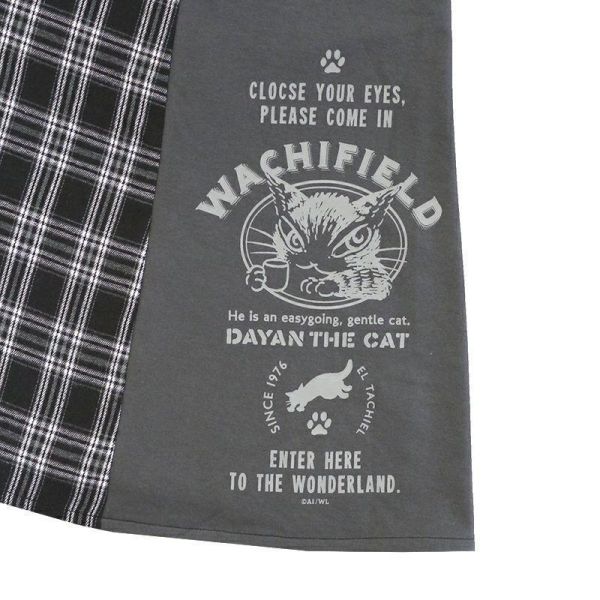 CLOCSE YOUR EYES,
PLEASE COME IN
WACHIFIELD
He is an easygoing, gentle cat.
DAYAN THE CAT
SINCE 1976
EL TACHIEL
ENTER HERE
TO THE WONDERLAND.
©AI/WL